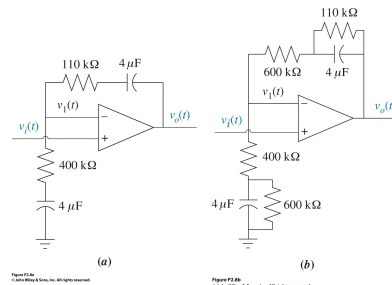 110 kΩ 4 μF
v₁(t)
vᵢ(t)
−
+
vₒ(t)
400 kΩ
4 μF
(a)
Figure P2.8a
© John Wiley & Sons, Inc. All rights reserved.
110 kΩ
600 kΩ 4 μF
v₁(t)
vᵢ(t)
−
+
vₒ(t)
400 kΩ
4 μF 600 kΩ
(b)
Figure P2.8b